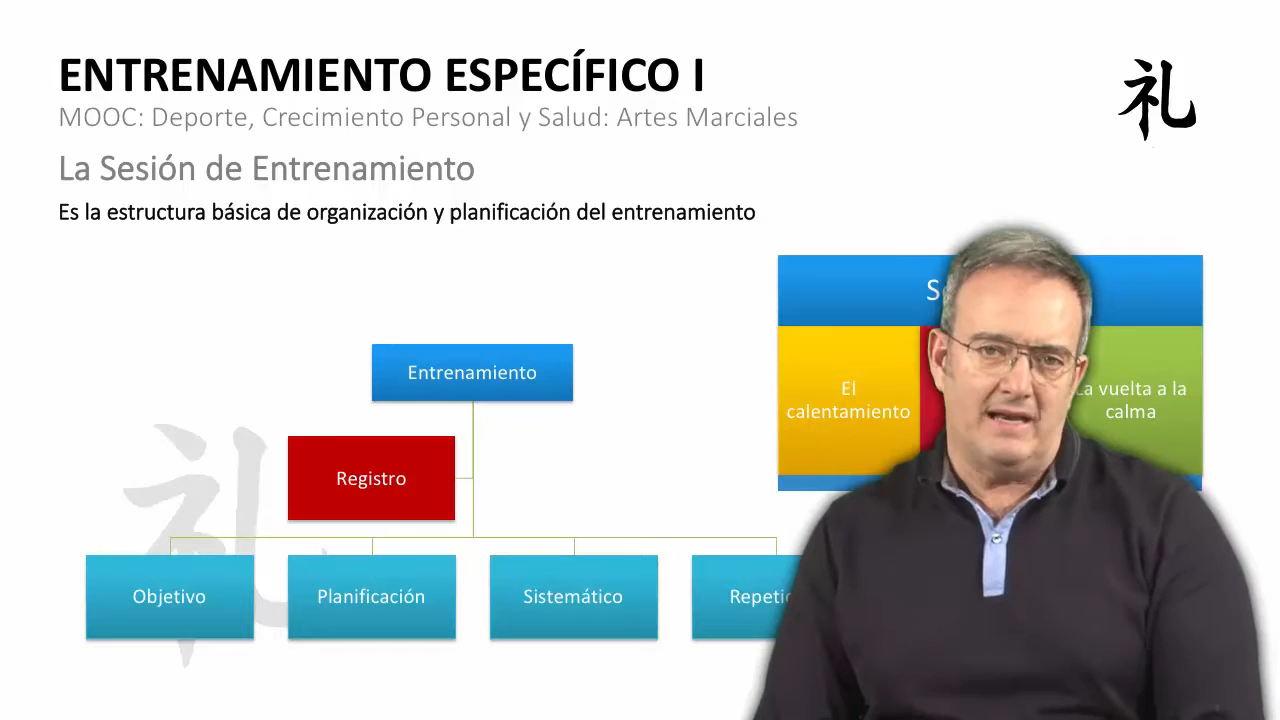 ENTRENAMIENTO ESPECÍFICO I
礼
MOOC: Deporte, Crecimiento Personal y Salud: Artes Marciales
La Sesión de Entrenamiento
Es la estructura básica de organización y planificación del entrenamiento
El
calentamiento
La vuelta a la
calma
Entrenamiento
Registro
礼
Objetivo
Planificación
Sistemático